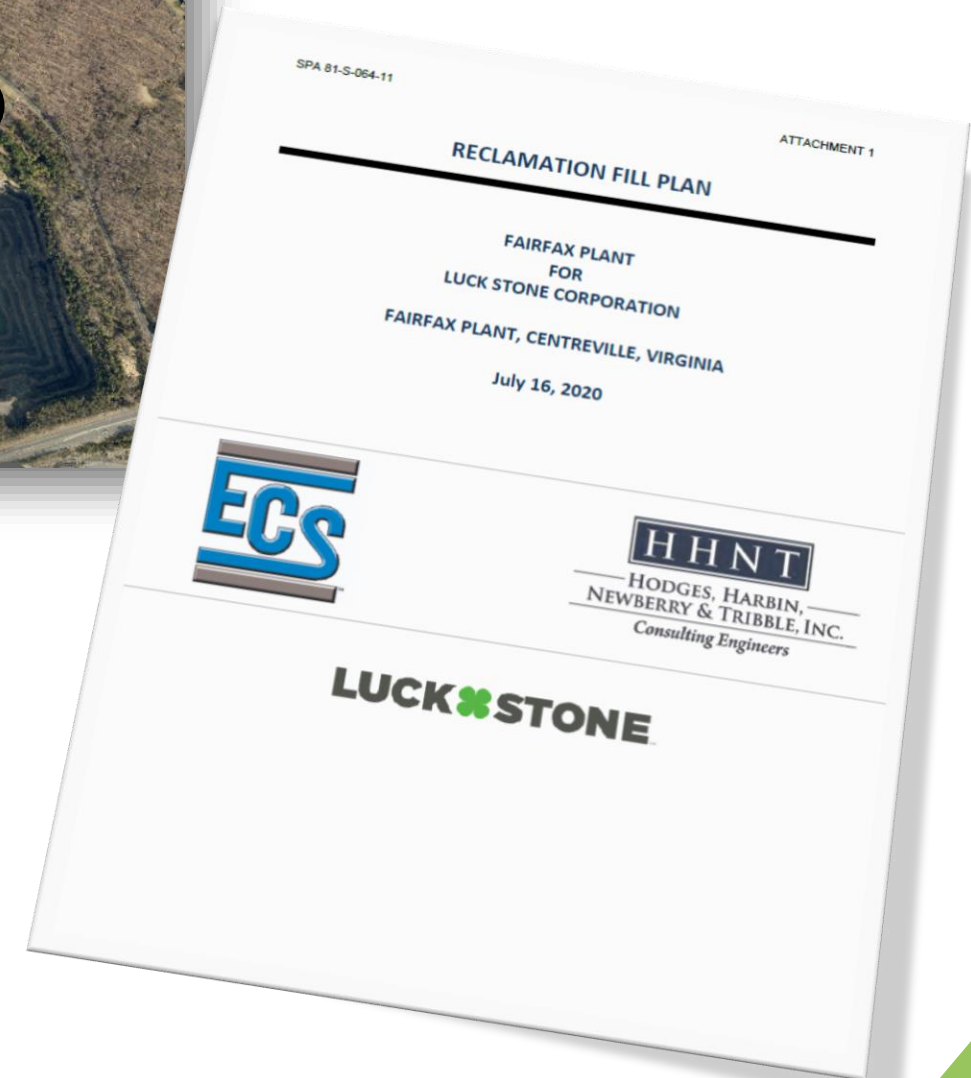 SPA 81-S-064-11
ATTACHMENT 1
RECLAMATION FILL PLAN
FAIRFAX PLANT
FOR
LUCK STONE CORPORATION
FAIRFAX PLANT, CENTREVILLE, VIRGINIA
July 16, 2020
ECS
HHNT
HODGES, HARBIN,
NEWBERRY & TRIBBLE, INC.
Consulting Engineers
LUCK STONE